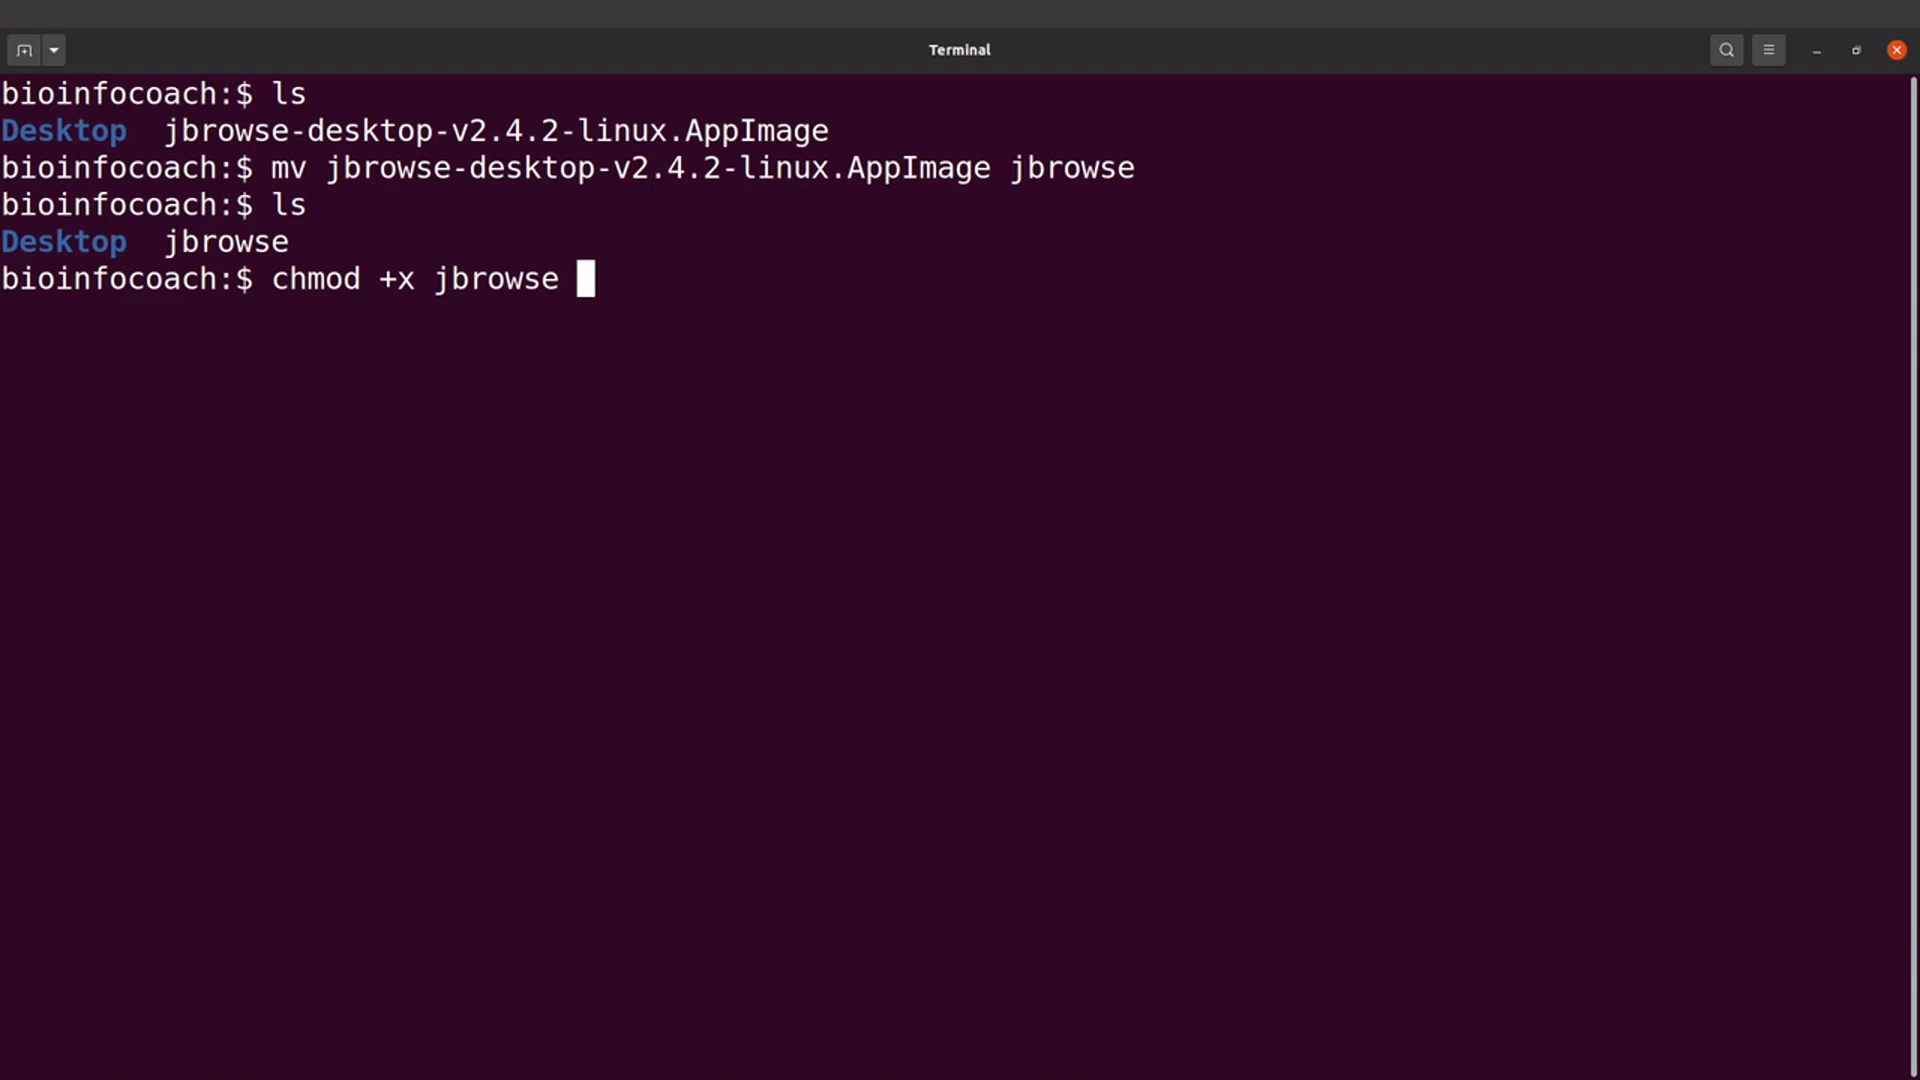 Terminal
bioinfocoach:$ ls
Desktop  jbrowse-desktop-v2.4.2-linux.AppImage
bioinfocoach:$ mv jbrowse-desktop-v2.4.2-linux.AppImage jbrowse
bioinfocoach:$ ls
Desktop  jbrowse
bioinfocoach:$ chmod +x jbrowse